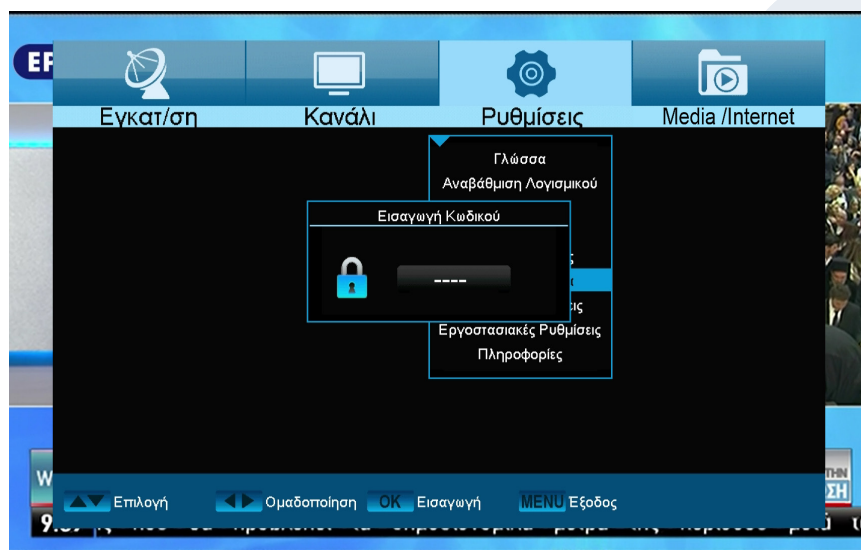 Εγκατ/ση
Κανάλι
Ρυθμίσεις
Media /Internet
Γλώσσα
Αναβάθμιση Λογισμικού
Εισαγωγή Κωδικού
----
Εργοστασιακές Ρυθμίσεις
Πληροφορίες
Επιλογή
Ομαδοποίηση
OK Εισαγωγή
MENU Έξοδος